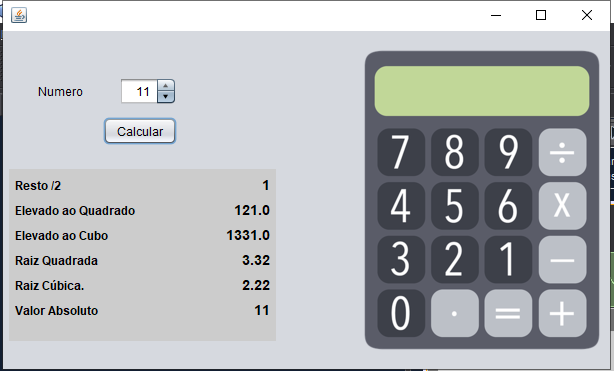 Numero 11
Calcular
Resto /2 1
Elevado ao Quadrado 121.0
Elevado ao Cubo 1331.0
Raiz Quadrada 3.32
Raiz Cúbica. 2.22
Valor Absoluto 11
7 8 9 ÷
4 5 6 X
3 2 1 −
0 . = +